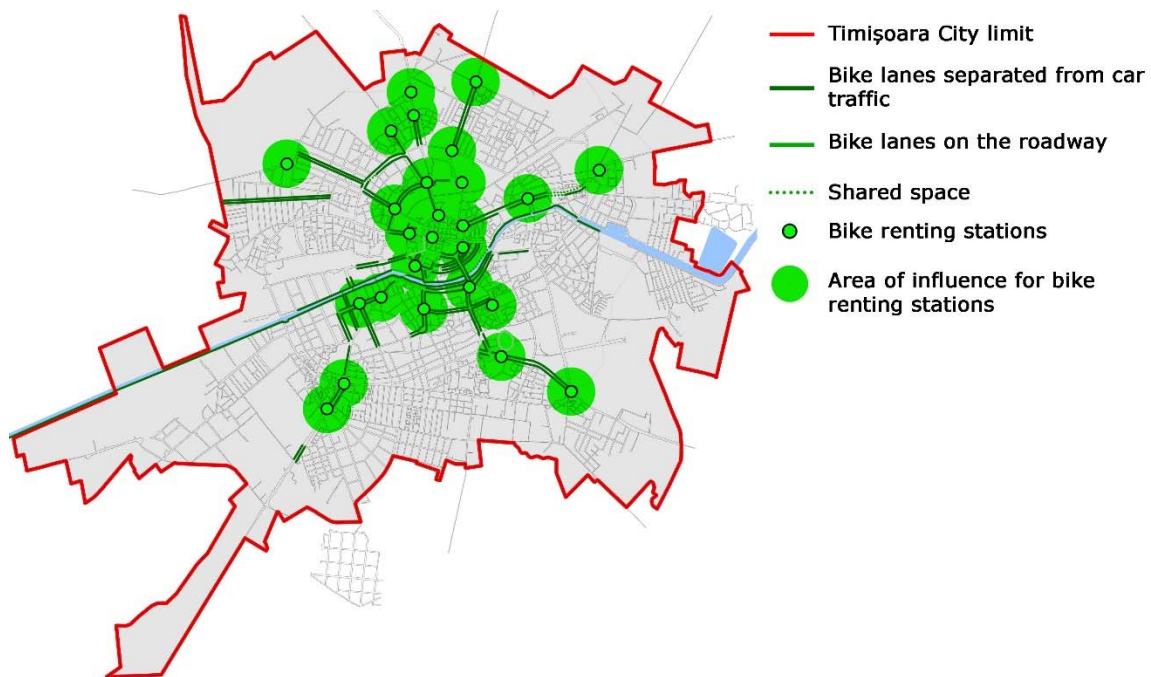 Timișoara City limit
Bike lanes separated from car
traffic
Bike lanes on the roadway
Shared space
Bike renting stations
Area of influence for bike
renting stations